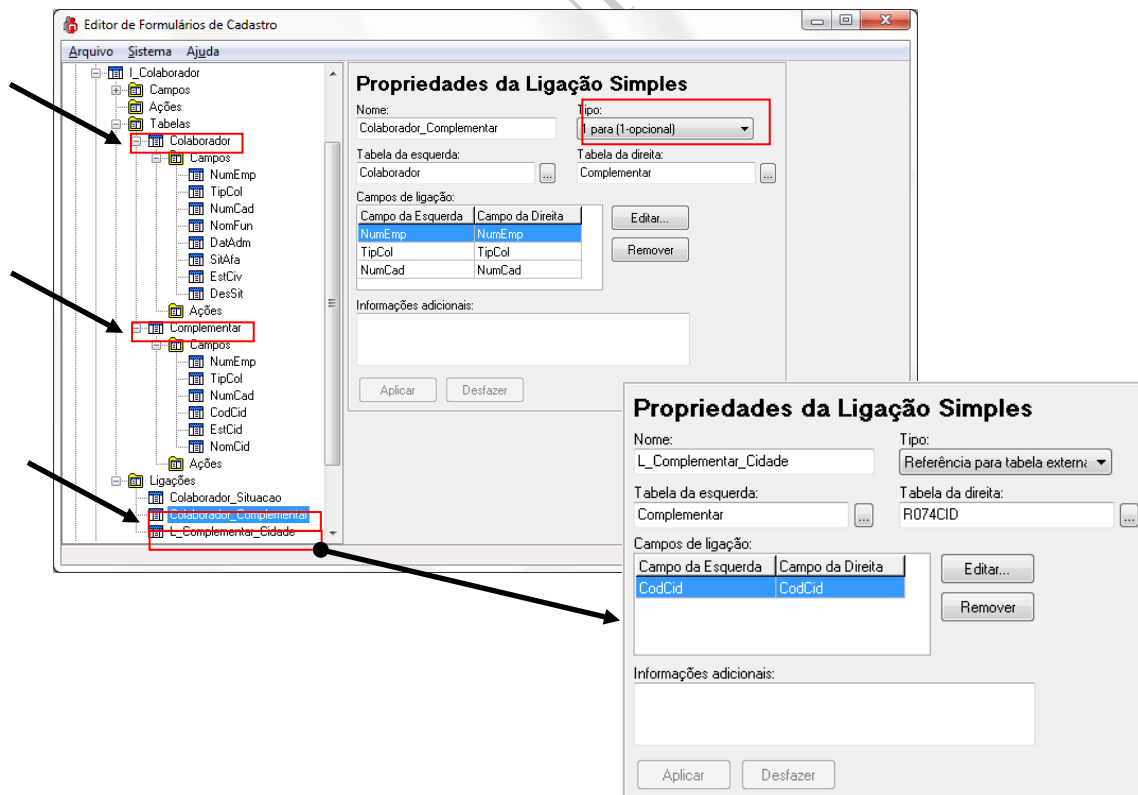 Editor de Formulários de Cadastro
Arquivo Sistema Ajuda
I_Colaborador
Campos
Ações
Tabelas
Colaborador
Campos
NumEmp
TipCol
NumCad
NomFun
DatAdm
SitAfa
EstCiv
DesSit
Ações
Complementar
Campos
NumEmp
TipCol
NumCad
CodCid
EstCid
NomCid
Ações
Ligações
Colaborador_Situacao
Colaborador_Complementar
L_Complementar_Cidade
Propriedades da Ligação Simples
Nome: Tipo:
Colaborador_Complementar 1 para (1-opcional)
Tabela da esquerda: Tabela da direita:
Colaborador ... Complementar ...
Campos de ligação:
Campo da Esquerda Campo da Direita Editar...
NumEmp NumEmp
TipCol TipCol Remover
NumCad NumCad
Informações adicionais:
Aplicar Desfazer
Propriedades da Ligação Simples
Nome: Tipo:
L_Complementar_Cidade Referência para tabela externa
Tabela da esquerda: Tabela da direita:
Complementar ... R074CID ...
Campos de ligação:
Campo da Esquerda Campo da Direita Editar...
CodCid CodCid
Remover
Informações adicionais:
Aplicar Desfazer